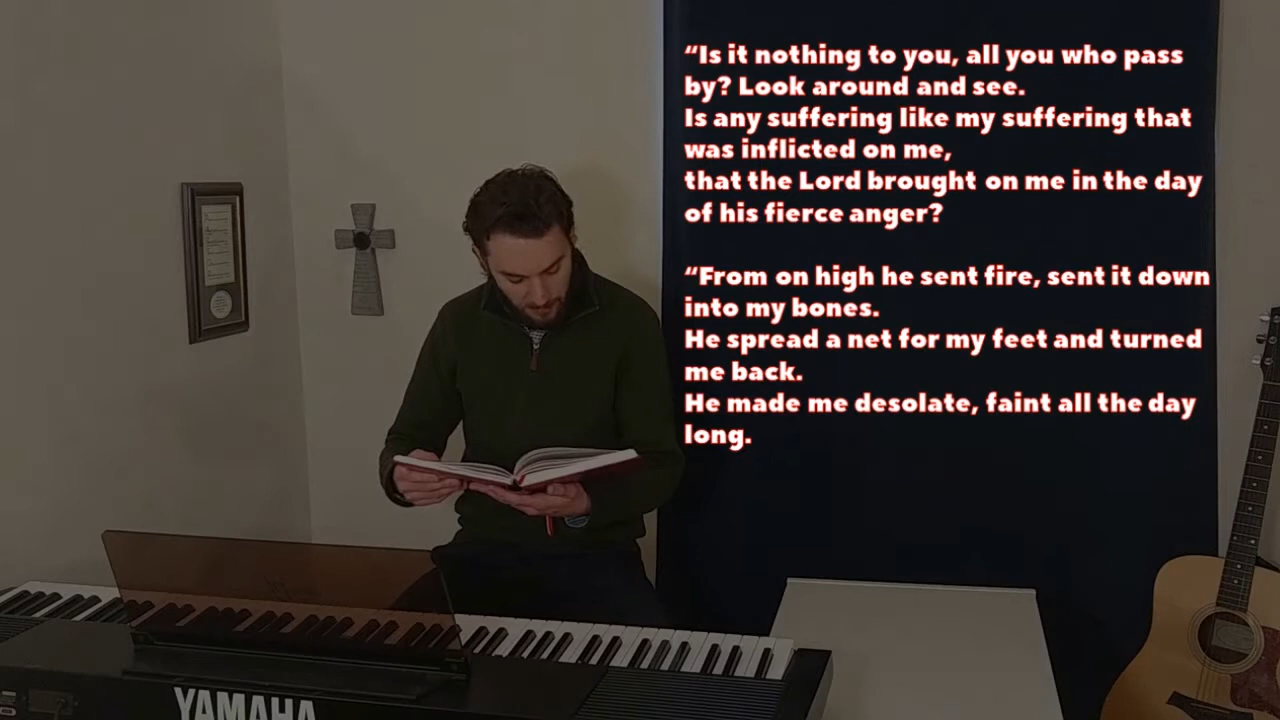 “Is it nothing to you, all you who pass
by? Look around and see.
Is any suffering like my suffering that
was inflicted on me,
that the Lord brought on me in the day
of his fierce anger?
“From on high he sent fire, sent it down
into my bones.
He spread a net for my feet and turned
me back.
He made me desolate, faint all the day
long.
YAMAHA